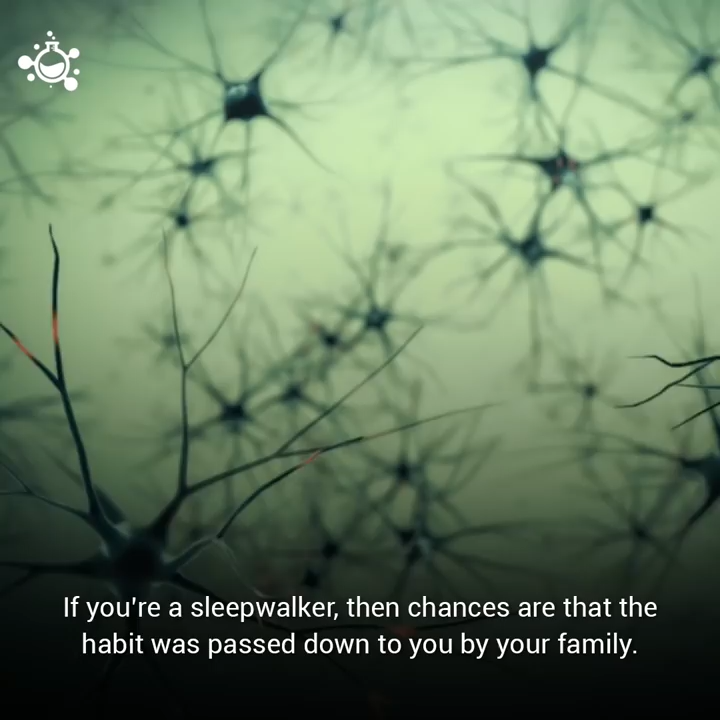 If you're a sleepwalker, then chances are that the
habit was passed down to you by your family.